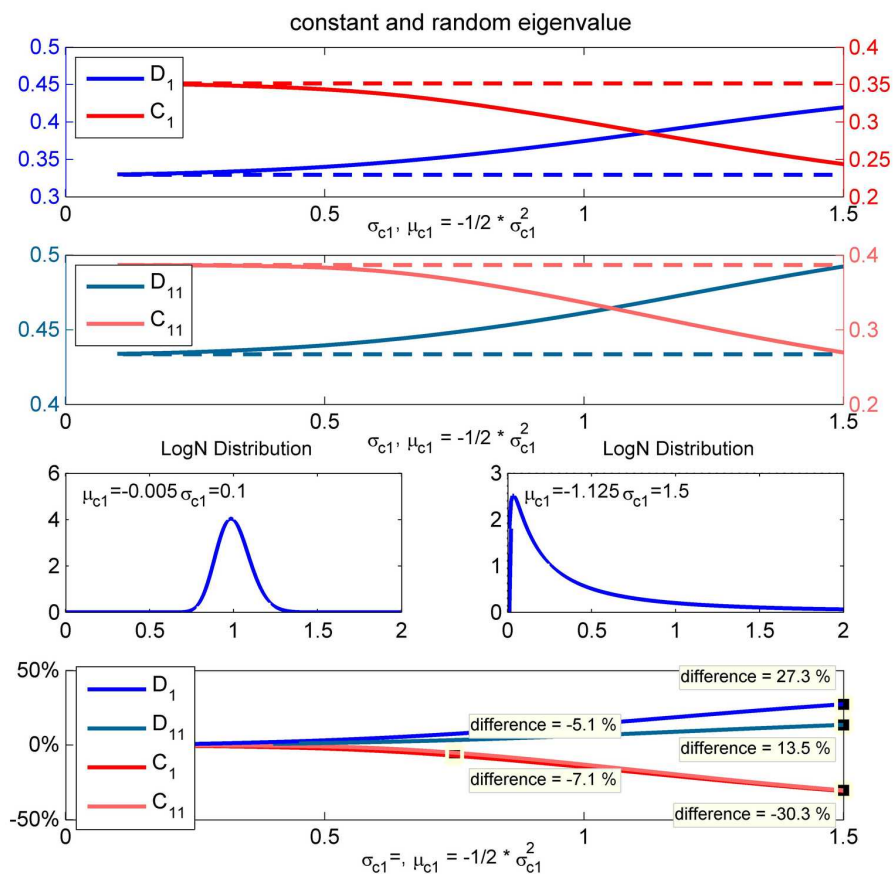 constant and random eigenvalue
0.5 0.4
D₁
0.45 0.35
C₁
0.4 0.3
0.35 0.25
0.3 0.2
0 0.5 1 1.5
σc1, μc1 = -1/2 * σ²c1
0.5 0.4
D₁₁
C₁₁
0.45 0.3
0.4 0.2
0 0.5 1 1.5
σc1, μc1 = -1/2 * σ²c1
LogN Distribution LogN Distribution
6 3
μc1=-0.005σc1=0.1 μc1=-1.125σc1=1.5
4 2
2 1
0 0
0 0.5 1 1.5 2 0 0.5 1 1.5 2
50%
D₁ difference = 27.3 %
D₁₁ difference = -5.1 %
0%
C₁ difference = 13.5 %
C₁₁ difference = -7.1 %
-50% difference = -30.3 %
0 0.5 1 1.5
σc1=, μc1 = -1/2 * σ²c1